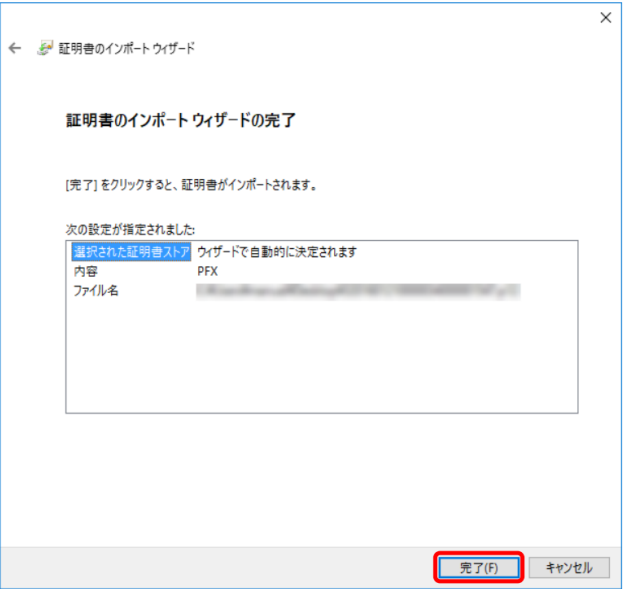 証明書のインポート ウィザード
証明書のインポート ウィザードの完了
[完了] をクリックすると、証明書がインポートされます。
次の設定が指定されました:
選択された証明書ストア ウィザードで自動的に決定されます
内容 PFX
ファイル名
完了(F) キャンセル